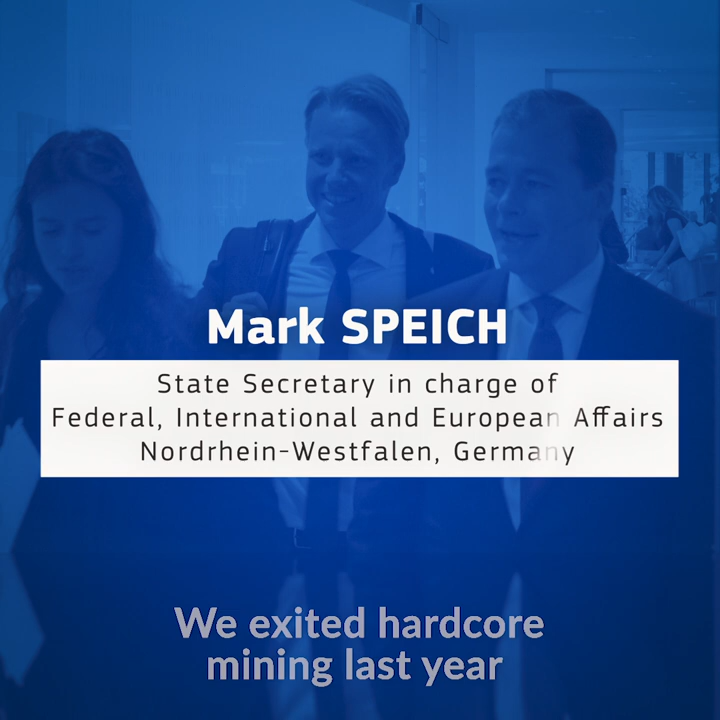 Mark SPEICH
State Secretary in charge of
Federal, International and European Affairs
Nordrhein-Westfalen, Germany
We exited hardcore
mining last year